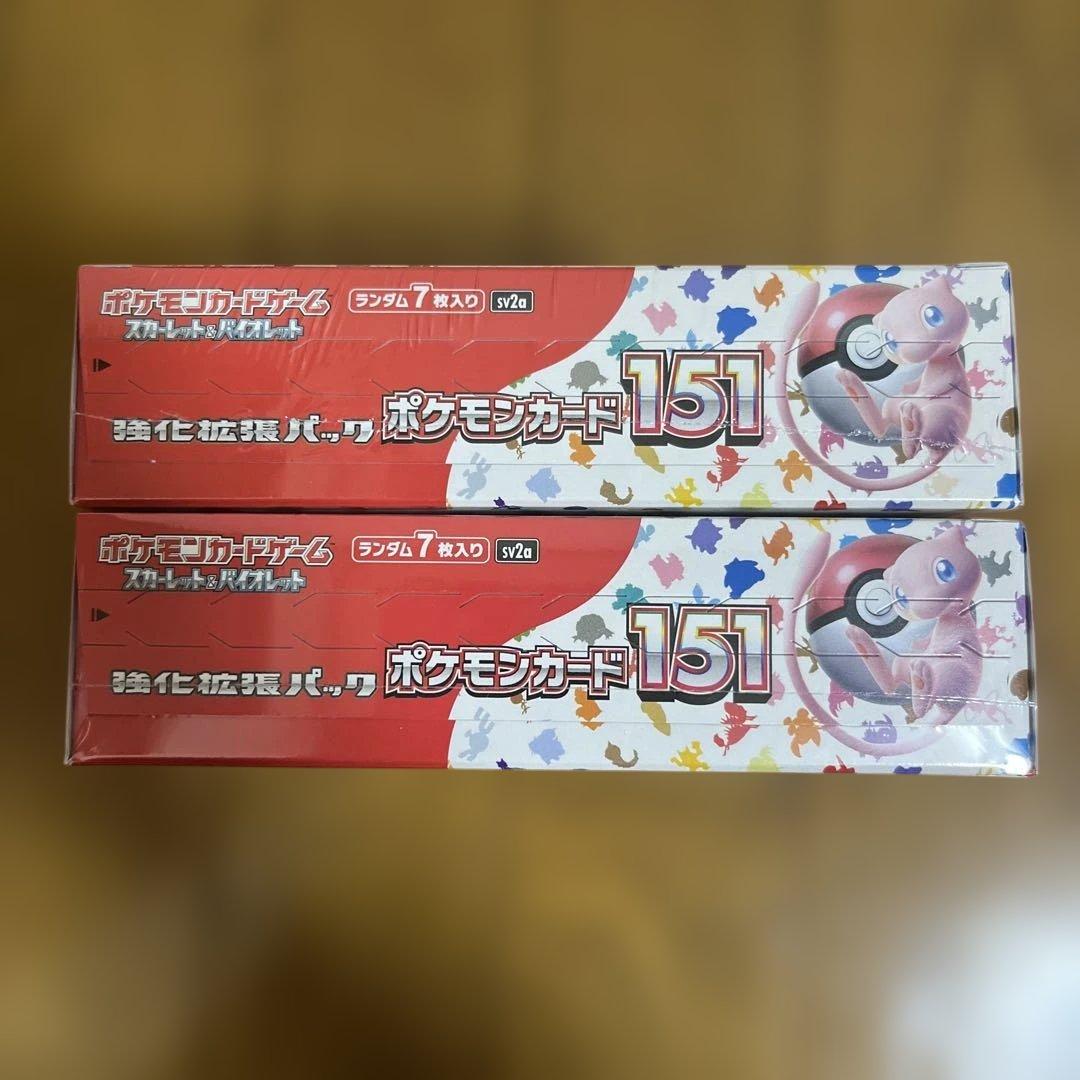 ポケモンカードゲーム
スカーレット&バイオレット
ランダム7枚入り
sv2a
強化拡張パック
ポケモンカード151
ポケモンカードゲーム
スカーレット&バイオレット
ランダム7枚入り
sv2a
強化拡張パック
ポケモンカード151